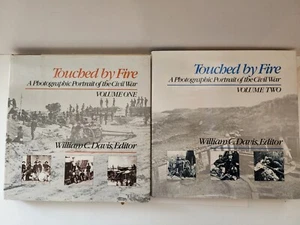 Touched by Fire
A Photographic Portrait of the Civil War
VOLUME ONE
William C. Davis, Editor
Touched by Fire
A Photographic Portrait of the Civil War
VOLUME TWO
William C. Davis, Editor